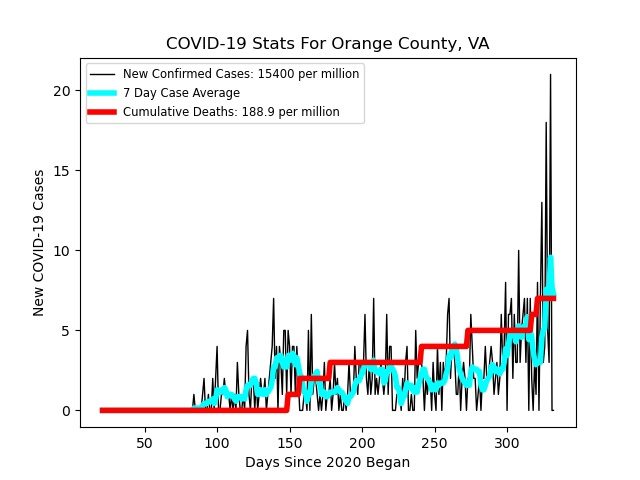 COVID-19 Stats For Orange County, VA
New Confirmed Cases: 15400 per million
7 Day Case Average
Cumulative Deaths: 188.9 per million
New COVID-19 Cases
20
15
10
5
0
50 100 150 200 250 300
Days Since 2020 Began